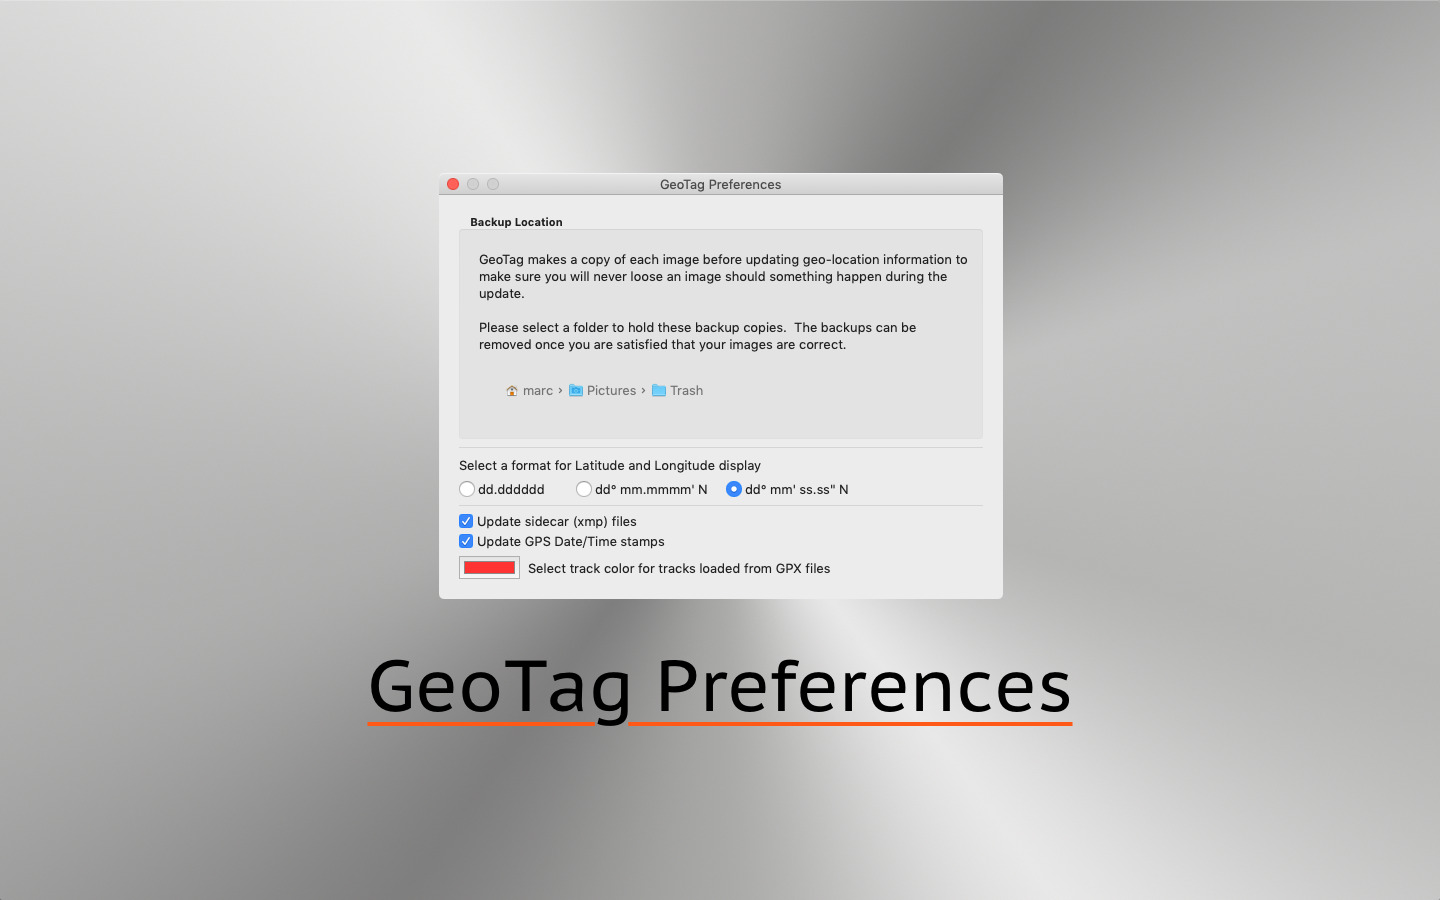 GeoTag Preferences
Backup Location
GeoTag makes a copy of each image before updating geo-location information to
make sure you will never loose an image should something happen during the
update.
Please select a folder to hold these backup copies.  The backups can be
removed once you are satisfied that your images are correct.
marc › Pictures › Trash
Select a format for Latitude and Longitude display
dd.dddddd dd° mm.mmmm' N dd° mm' ss.ss" N
Update sidecar (xmp) files
Update GPS Date/Time stamps
Select track color for tracks loaded from GPX files
GeoTag Preferences